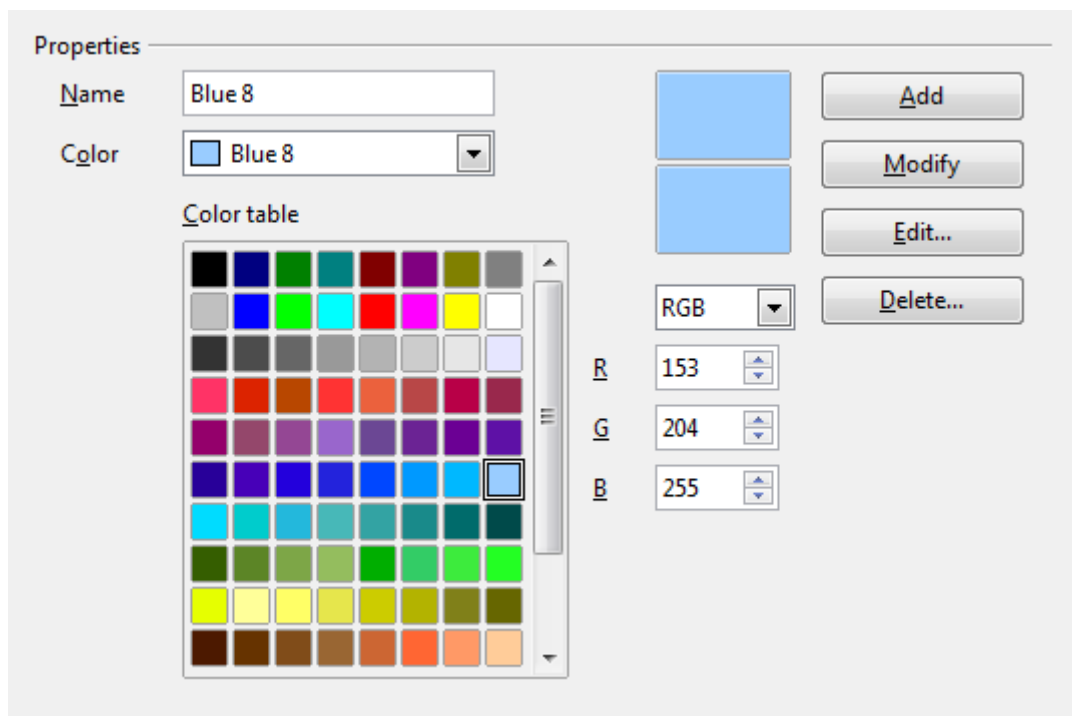 Properties
Name Blue 8
Color Blue 8
Color table
Add
Modify
Edit...
Delete...
RGB
R 153
G 204
B 255